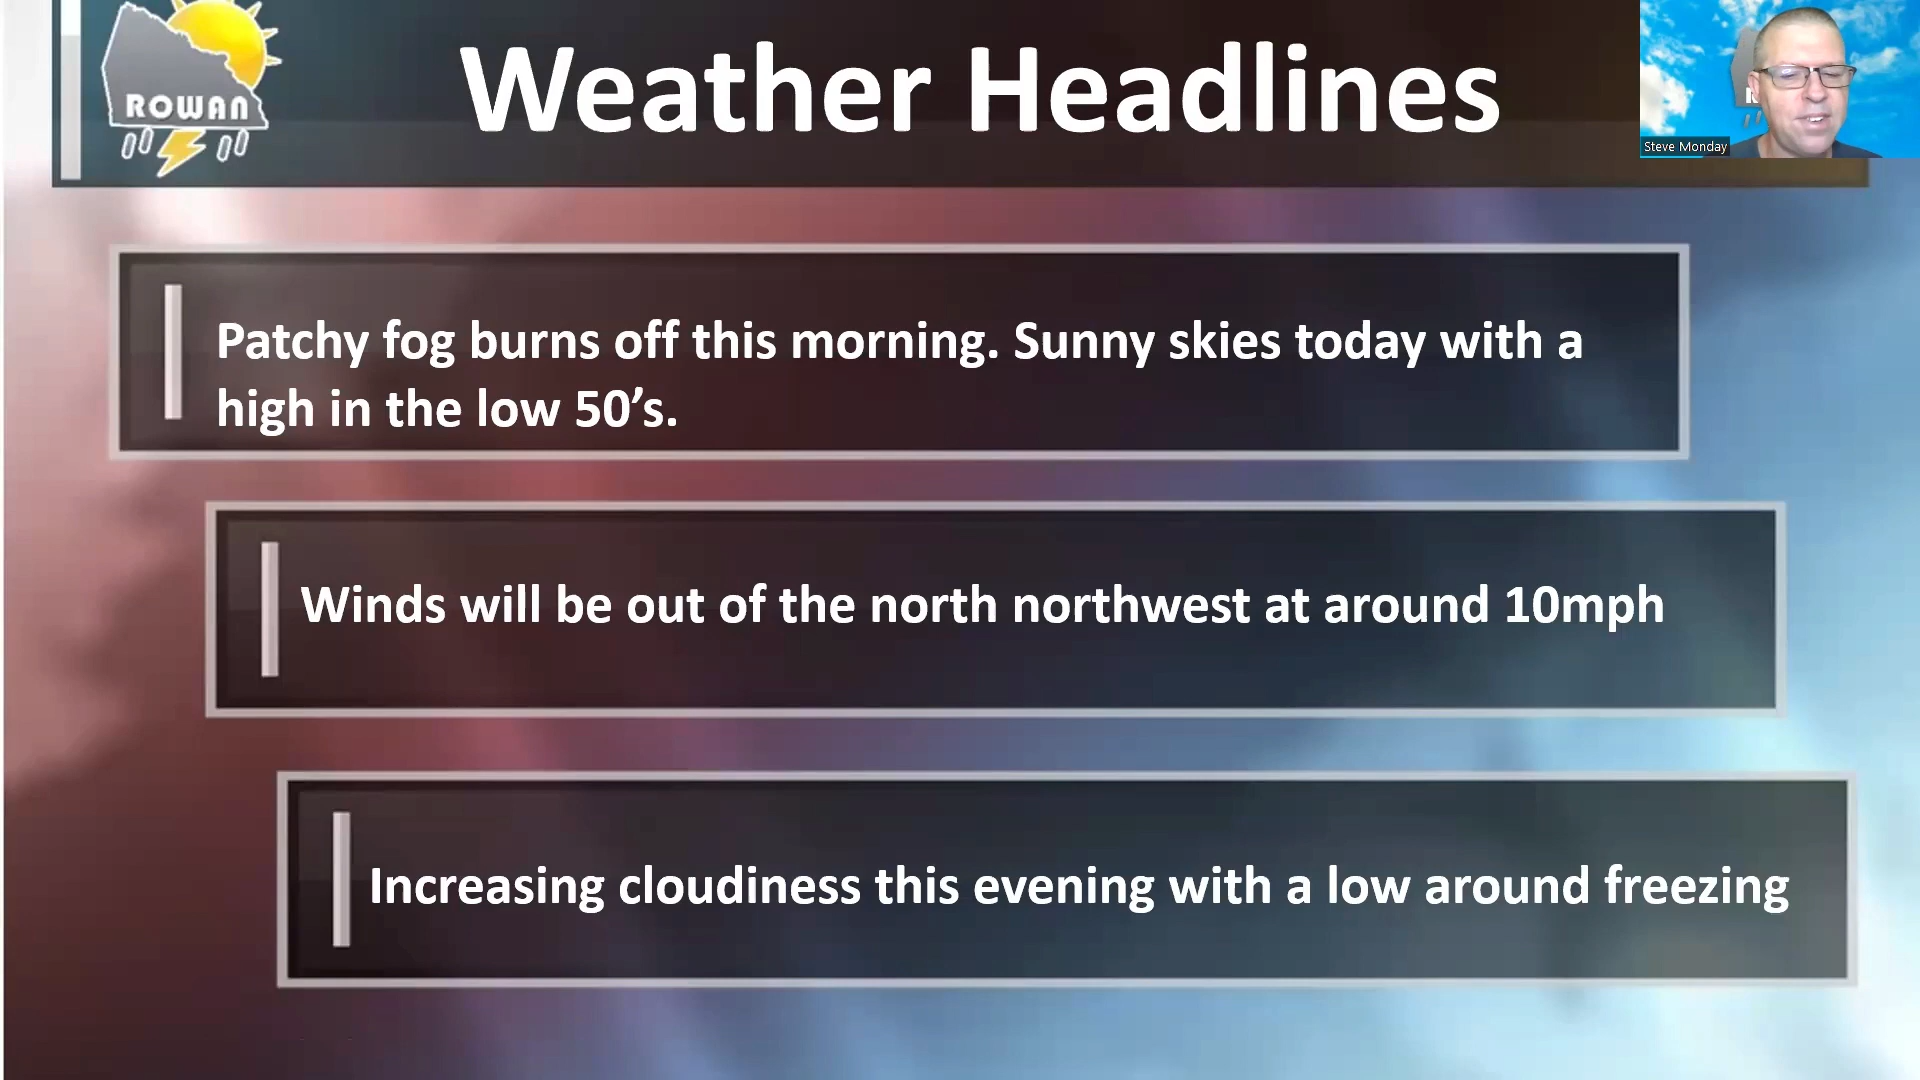 ROWAN
Weather Headlines
Steve Monday
Patchy fog burns off this morning. Sunny skies today with a
high in the low 50’s.
Winds will be out of the north northwest at around 10mph
Increasing cloudiness this evening with a low around freezing